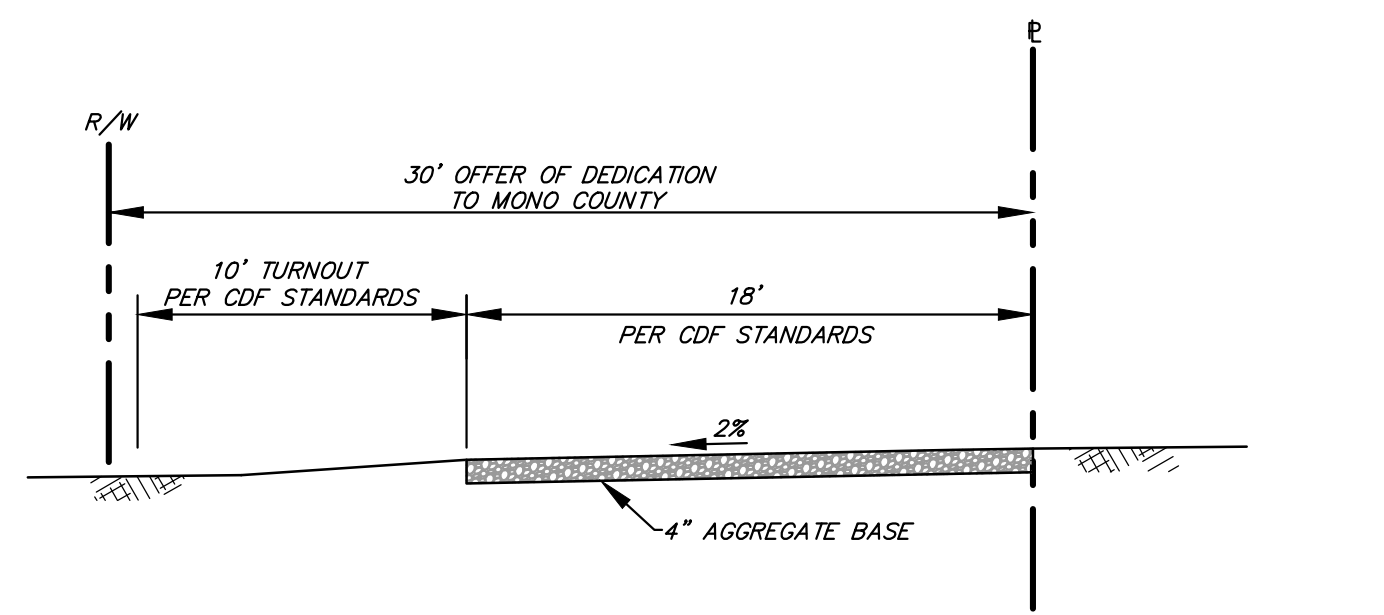 PL
R/W
30' OFFER OF DEDICATION
TO MONO COUNTY
10' TURNOUT
PER CDF STANDARDS
18'
PER CDF STANDARDS
2%
4" AGGREGATE BASE